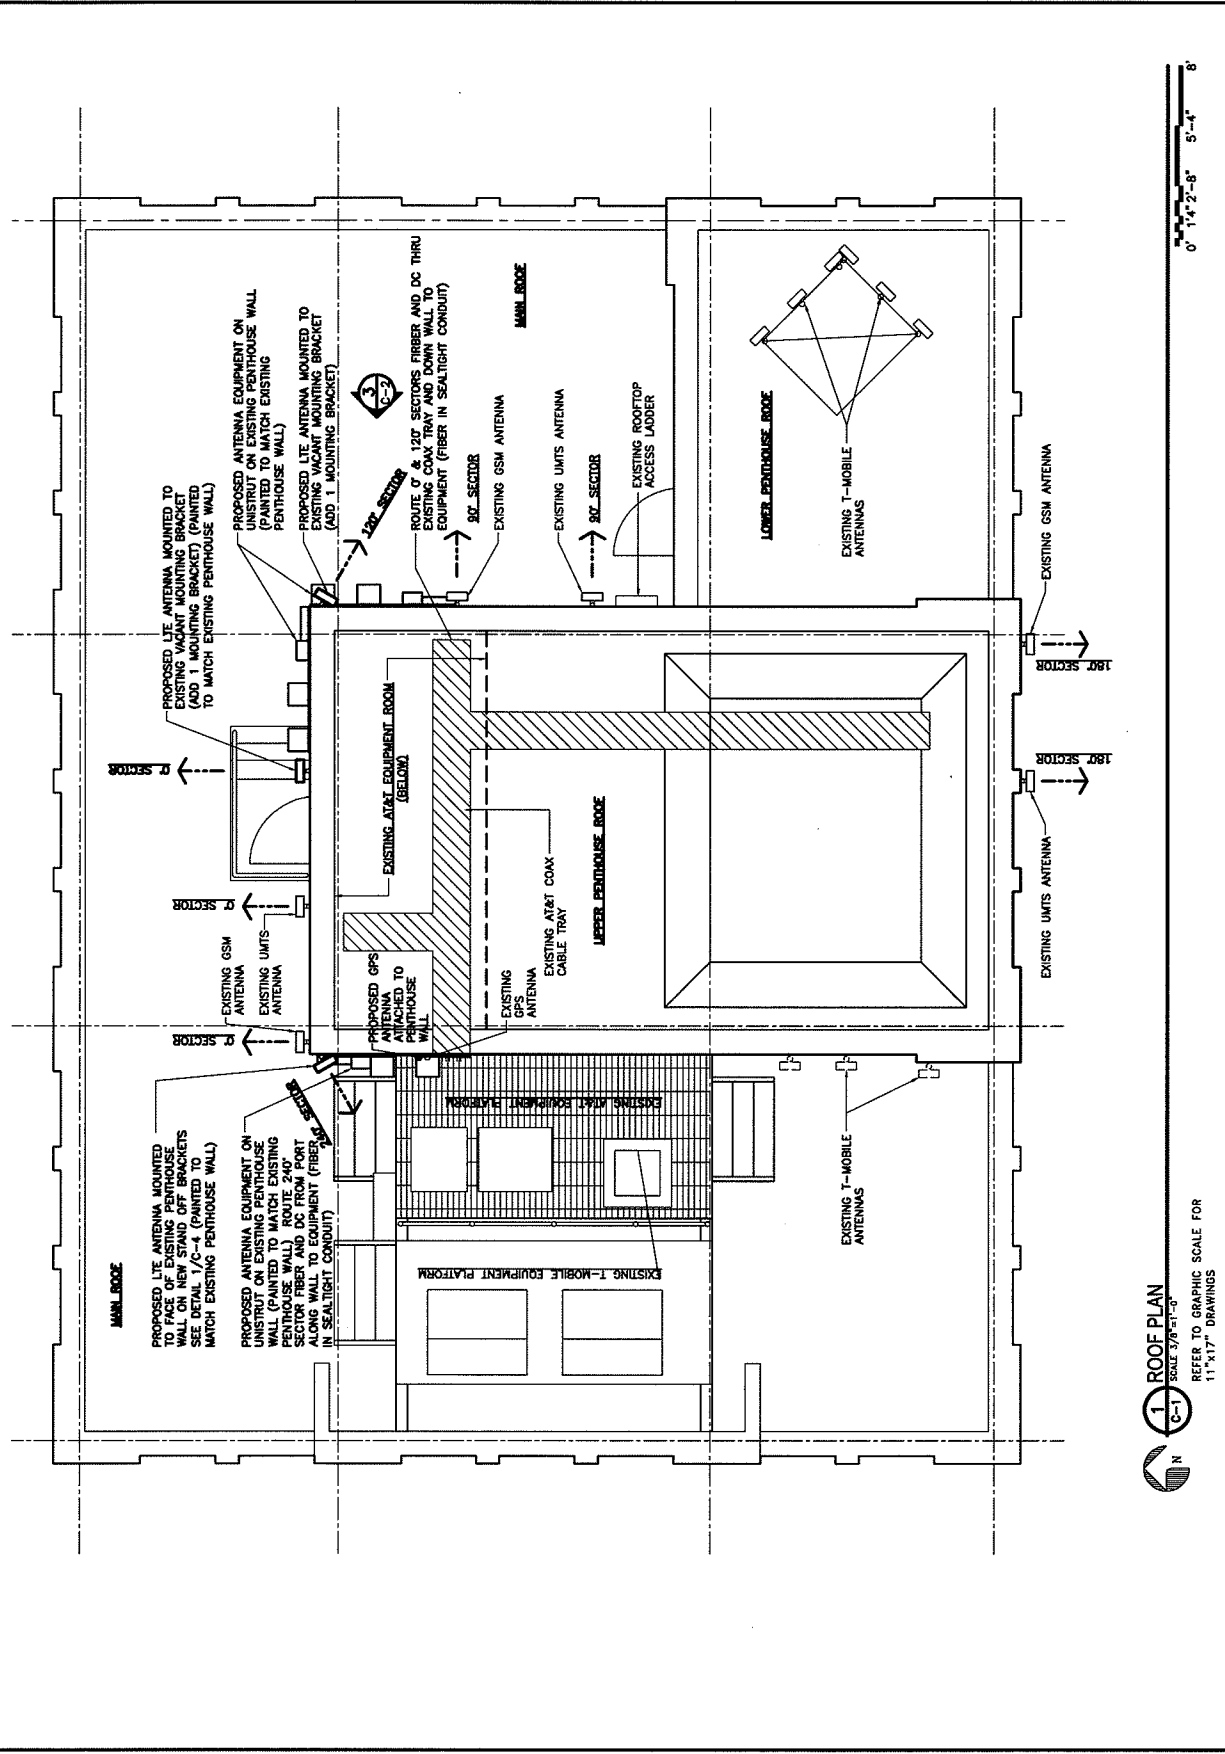 MAIN ROOF
PROPOSED LTE ANTENNA MOUNTED
TO FACE OF EXISTING PENTHOUSE
WALL ON NEW STAND OFF BRACKETS
SEE DETAIL 1/C-4 (PAINTED TO
MATCH EXISTING PENTHOUSE WALL)
PROPOSED ANTENNA EQUIPMENT ON
UNISTRUT ON EXISTING PENTHOUSE
WALL (PAINTED TO MATCH EXISTING
PENTHOUSE WALL) ROUTE 240°
SECTOR FIBER AND DC FROM PORT
ALONG WALL TO EQUIPMENT (FIBER
IN SEALTIGHT CONDUIT)
240° SECTOR
0° SECTOR
EXISTING GSM
ANTENNA
0° SECTOR
EXISTING UMTS
ANTENNA
0° SECTOR
PROPOSED LTE ANTENNA MOUNTED TO
EXISTING VACANT MOUNTING BRACKET
(ADD 1 MOUNTING BRACKET) (PAINTED
TO MATCH EXISTING PENTHOUSE WALL)
PROPOSED ANTENNA EQUIPMENT ON
UNISTRUT ON EXISTING PENTHOUSE WALL
(PAINTED TO MATCH EXISTING
PENTHOUSE WALL)
PROPOSED LTE ANTENNA MOUNTED TO
EXISTING VACANT MOUNTING BRACKET
(ADD 1 MOUNTING BRACKET)
3
C-2
120° SECTOR
ROUTE 0° & 120° SECTORS FIRBER AND DC THRU
EXISTING COAX TRAY AND DOWN WALL TO
EQUIPMENT (FIBER IN SEALTIGHT CONDUIT)
90° SECTOR
EXISTING GSM ANTENNA
MAIN ROOF
EXISTING UMTS ANTENNA
90° SECTOR
EXISTING ROOFTOP
ACCESS LADDER
PROPOSED GPS
ANTENNA
ATTACHED TO
PENTHOUSE
WALL
EXISTING AT&T EQUIPMENT ROOM
(BELOW)
EXISTING
GPS
ANTENNA
EXISTING AT&T COAX
CABLE TRAY
UPPER PENTHOUSE ROOF
EXISTING AT&T EQUIPMENT PLATFORM
EXISTING T-MOBILE EQUIPMENT PLATFORM
LOWER PENTHOUSE ROOF
EXISTING T-MOBILE
ANTENNAS
EXISTING T-MOBILE
ANTENNAS
EXISTING GSM ANTENNA
180° SECTOR
180° SECTOR
EXISTING UMTS ANTENNA
N
1
C-1
ROOF PLAN
SCALE 3/8"=1'-0"
REFER TO GRAPHIC SCALE FOR
11"x17" DRAWINGS
0' 1'4" 2'-8" 5'-4" 8'